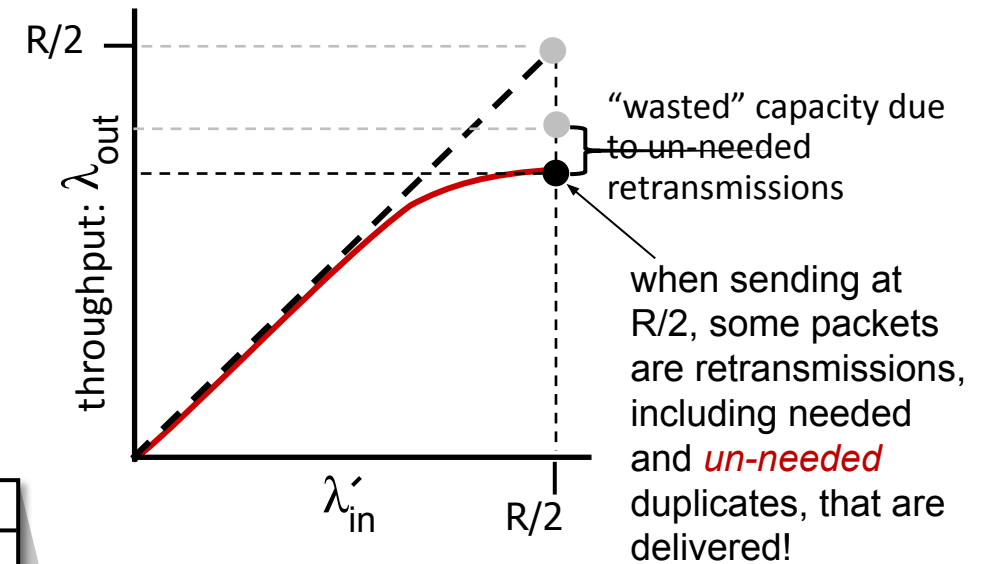 R/2
throughput: λout
“wasted” capacity due
to un-needed
retransmissions
when sending at
R/2, some packets
are retransmissions,
including needed
and un-needed
duplicates, that are
delivered!
λ′in
R/2